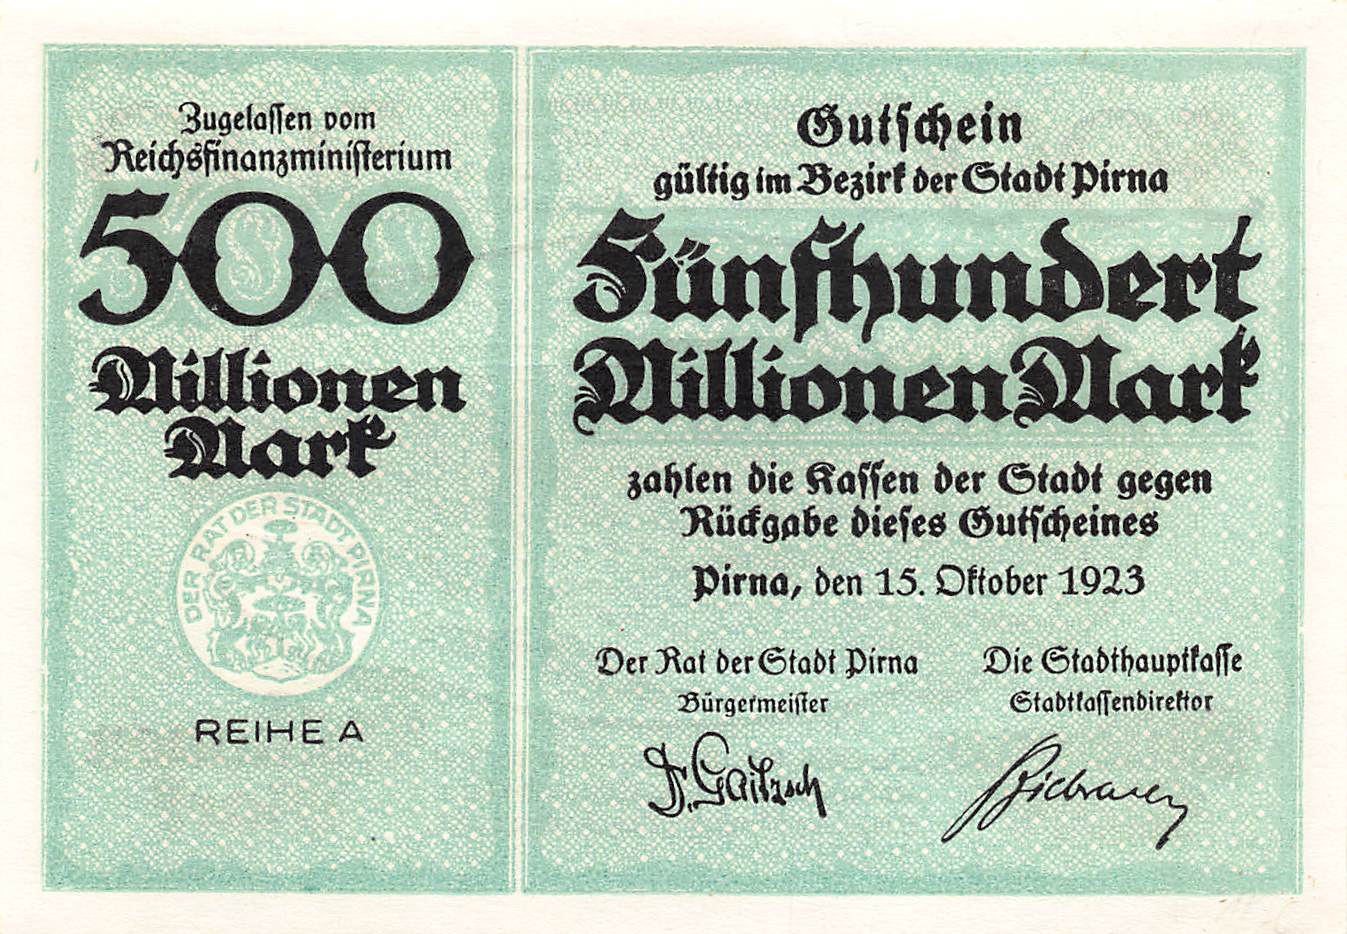 Zugelassen vom
Reichsfinanzministerium
500
Millionen
Mark
DER RAT DER STADT PIRNA
REIHE A
Gutschein
gültig im Bezirk der Stadt Pirna
Fünfhundert
Millionen Mark
zahlen die Kassen der Stadt gegen
Rückgabe dieses Gutscheines
Pirna, den 15. Oktober 1923
Der Rat der Stadt Pirna
Bürgermeister
Die Stadthauptkasse
Stadtkassendirektor